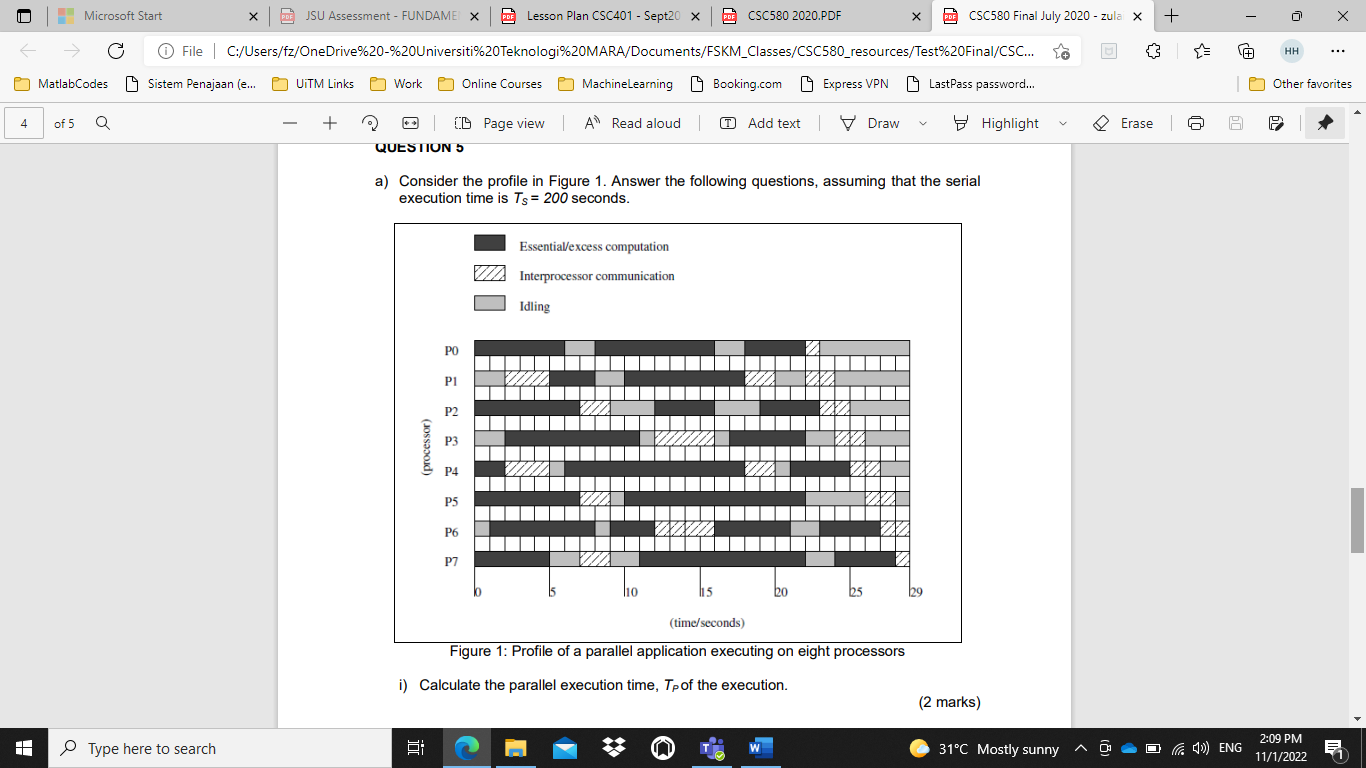 Microsoft Start
JSU Assessment - FUNDAME
Lesson Plan CSC401 - Sept20
CSC580 2020.PDF
CSC580 Final July 2020 - zula
File
C:/Users/fz/OneDrive%20-%20Universiti%20Teknologi%20MARA/Documents/FSKM_Classes/CSC580_resources/Test%20Final/CSC...
HH
MatlabCodes
Sistem Penajaan (e...
UiTM Links
Work
Online Courses
MachineLearning
Booking.com
Express VPN
LastPass password...
Other favorites
4 of 5
Page view
Read aloud
Add text
Draw
Highlight
Erase
QUESTION 5
a) Consider the profile in Figure 1. Answer the following questions, assuming that the serial
execution time is TS = 200 seconds.
Essential/excess computation
Interprocessor communication
Idling
P0
P1
P2
P3
P4
P5
P6
P7
(processor)
0 5 10 15 20 25 29
(time/seconds)
Figure 1: Profile of a parallel application executing on eight processors
i) Calculate the parallel execution time, TP of the execution.
(2 marks)
Type here to search
31°C Mostly sunny
ENG
2:09 PM
11/1/2022
1